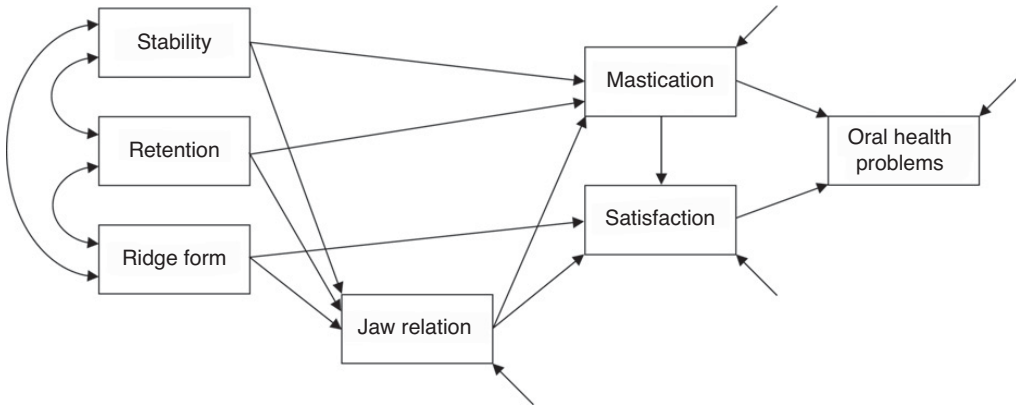 Stability
Retention
Ridge form
Jaw relation
Mastication
Satisfaction
Oral health
problems